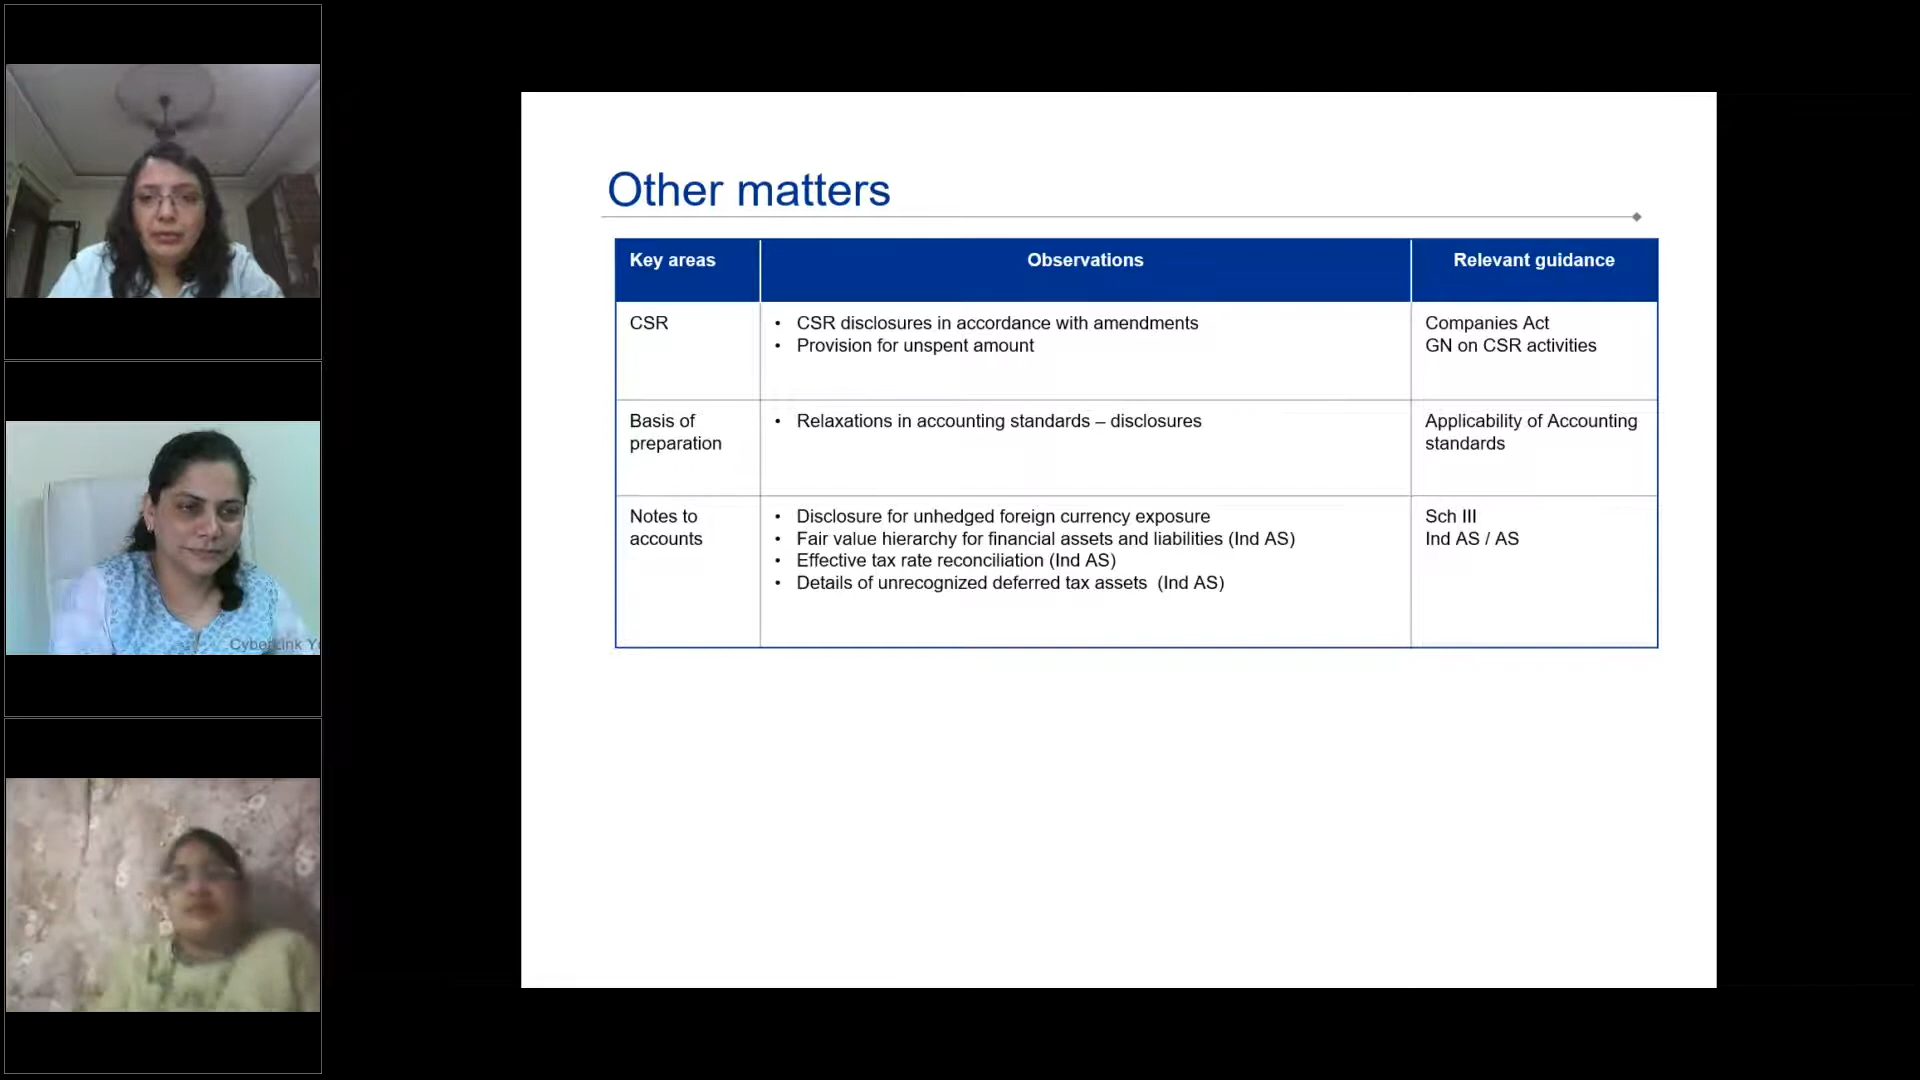 Other matters
Key areas
Observations
Relevant guidance
CSR
• CSR disclosures in accordance with amendments
• Provision for unspent amount
Companies Act
GN on CSR activities
Basis of
preparation
• Relaxations in accounting standards – disclosures
Applicability of Accounting
standards
Notes to
accounts
• Disclosure for unhedged foreign currency exposure
• Fair value hierarchy for financial assets and liabilities (Ind AS)
• Effective tax rate reconciliation (Ind AS)
• Details of unrecognized deferred tax assets  (Ind AS)
Sch III
Ind AS / AS
CyberLink